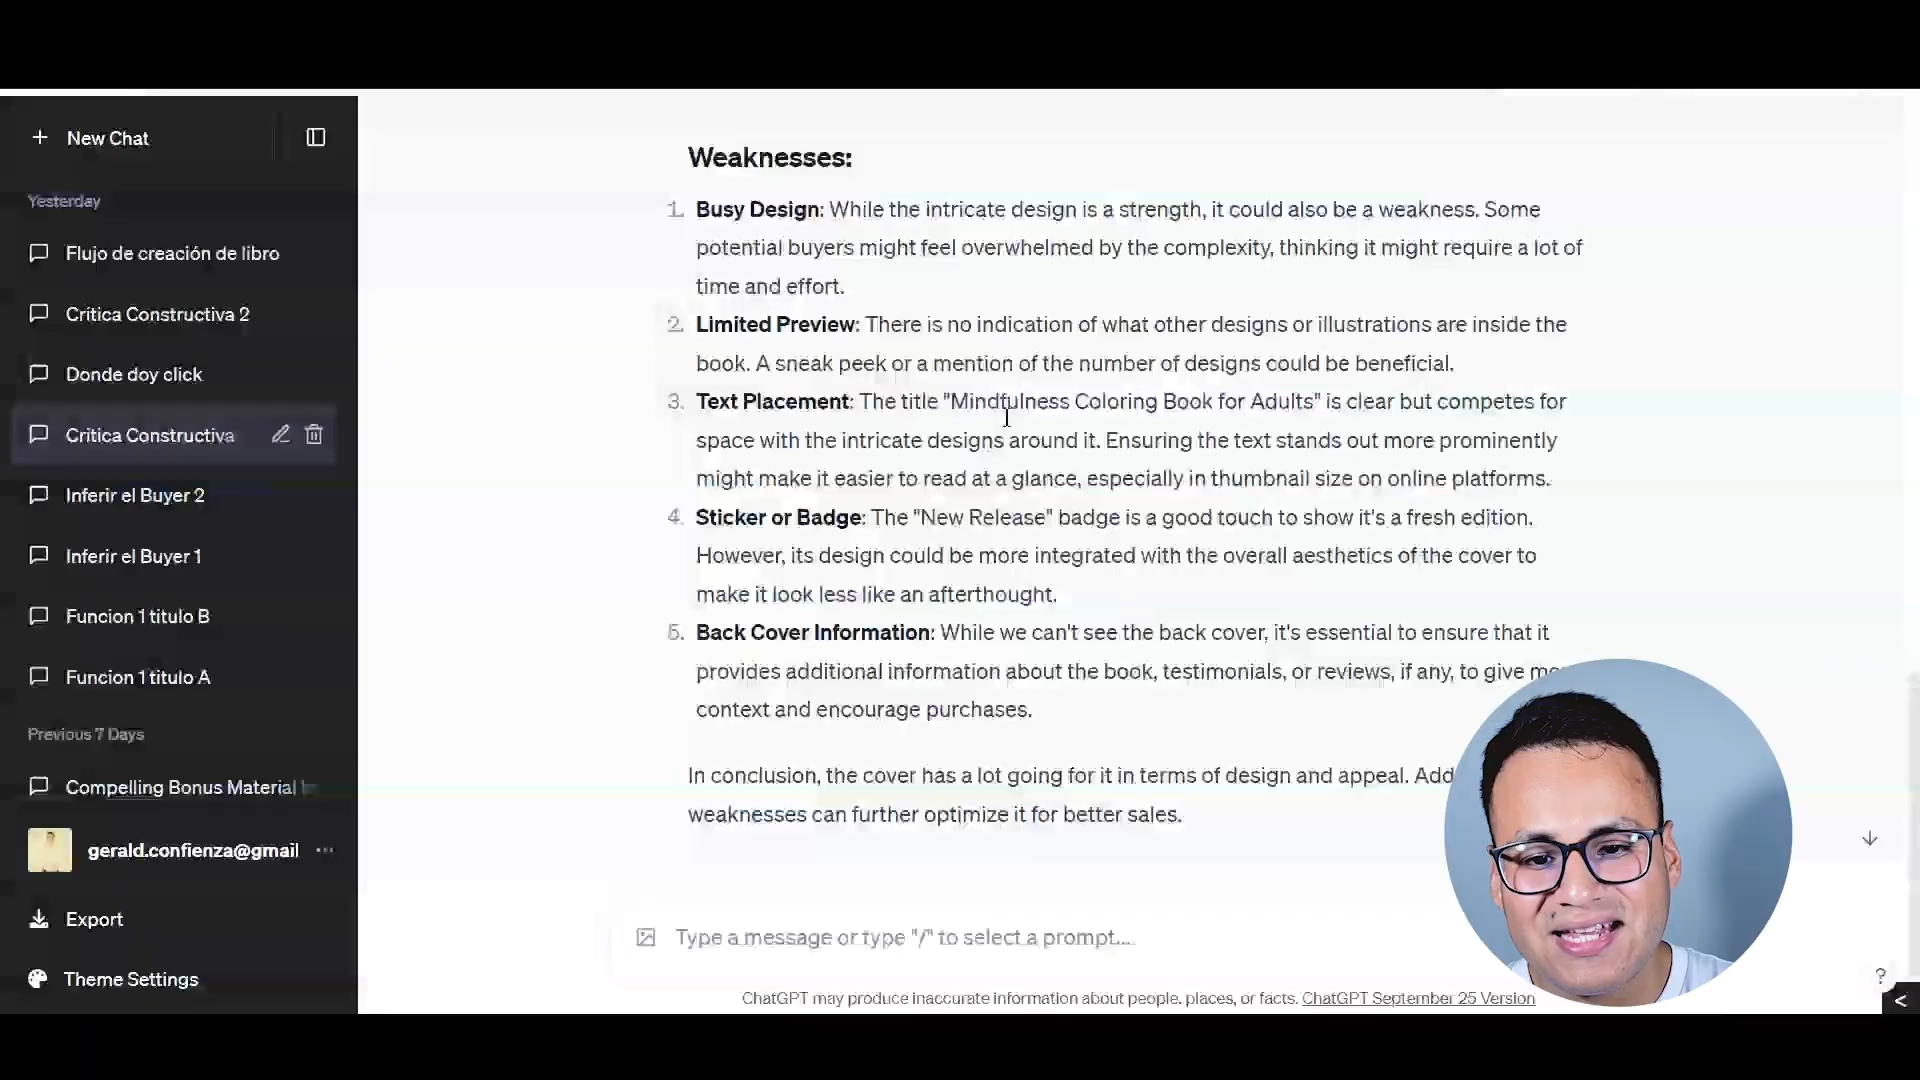 New Chat
Yesterday
Flujo de creación de libro
Critica Constructiva 2
Donde doy click
Critica Constructiva
Inferir el Buyer 2
Inferir el Buyer 1
Funcion 1 titulo B
Funcion 1 titulo A
Previous 7 Days
Compelling Bonus Material
gerald.confienza@gmail
Export
Theme Settings
Weaknesses:
1. Busy Design: While the intricate design is a strength, it could also be a weakness. Some
potential buyers might feel overwhelmed by the complexity, thinking it might require a lot of
time and effort.
2. Limited Preview: There is no indication of what other designs or illustrations are inside the
book. A sneak peek or a mention of the number of designs could be beneficial.
3. Text Placement: The title "Mindfulness Coloring Book for Adults" is clear but competes for
space with the intricate designs around it. Ensuring the text stands out more prominently
might make it easier to read at a glance, especially in thumbnail size on online platforms.
4. Sticker or Badge: The "New Release" badge is a good touch to show it's a fresh edition.
However, its design could be more integrated with the overall aesthetics of the cover to
make it look less like an afterthought.
5. Back Cover Information: While we can't see the back cover, it's essential to ensure that it
provides additional information about the book, testimonials, or reviews, if any, to give
context and encourage purchases.
In conclusion, the cover has a lot going for it in terms of design and appeal.
weaknesses can further optimize it for better sales.
Type a message or type "/" to select a prompt...
ChatGPT may produce inaccurate information about people, places, or facts. ChatGPT September 25 Version
?
<